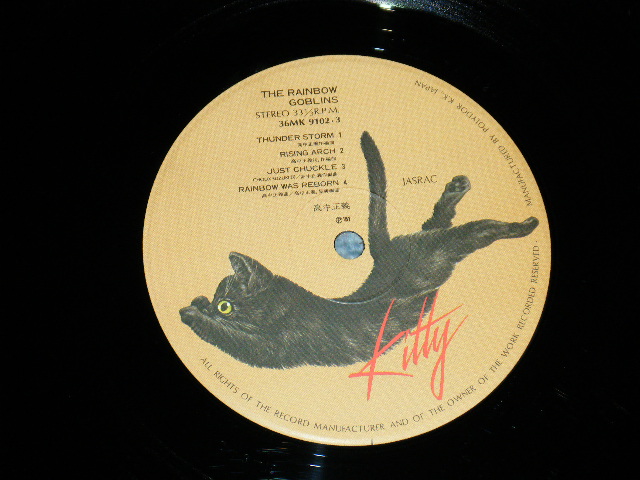 THE RAINBOW
GOBLINS
STEREO 33⅓R.P.M.
36MK 9102・3
THUNDER STORM 1
RISING ARCH 2
JUST CHUCKLE 3
RAINBOW WAS REBORN 4
高中正義
JASRAC
Kitty
MANUFACTURED BY POLYDOR K.K. JAPAN
ALL RIGHTS OF THE RECORD MANUFACTURER AND OF THE OWNER OF THE WORK RECORDED RESERVED・